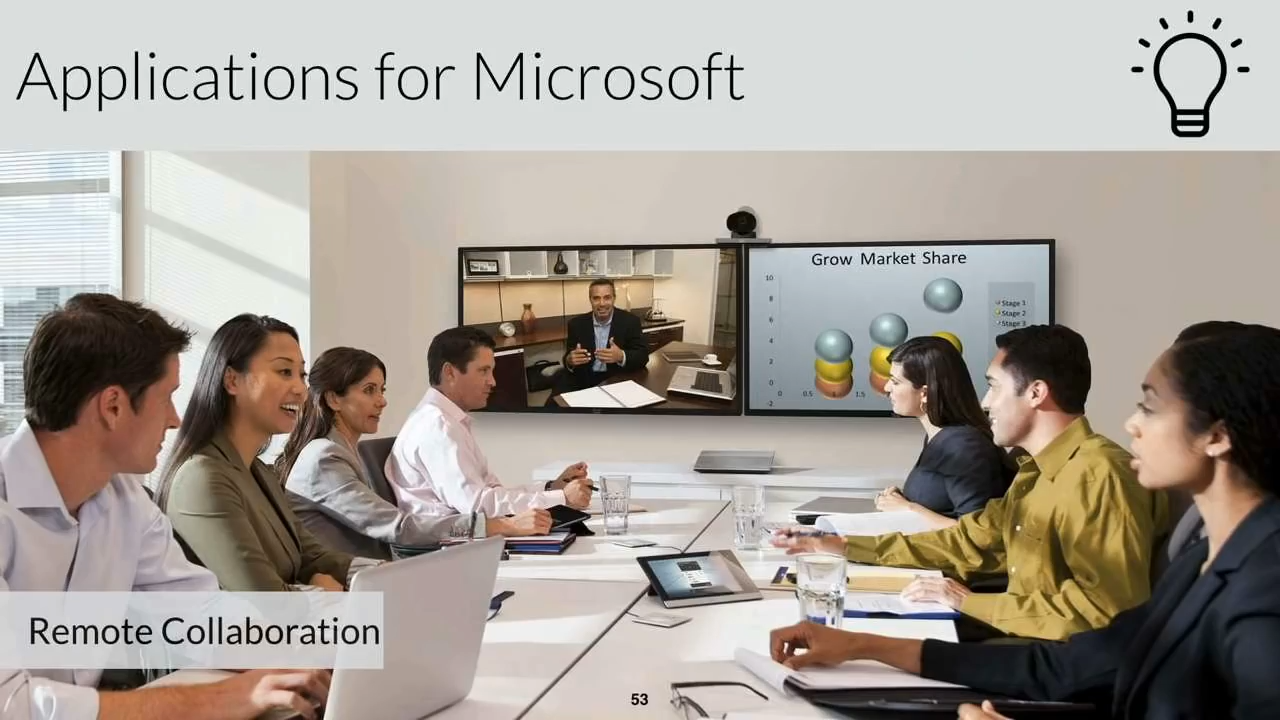 Applications for Microsoft
Grow Market Share
10
8
6
4
2
0
-2
0
0.5
1.5
Stage 1
Stage 2
Stage 3
Remote Collaboration
53